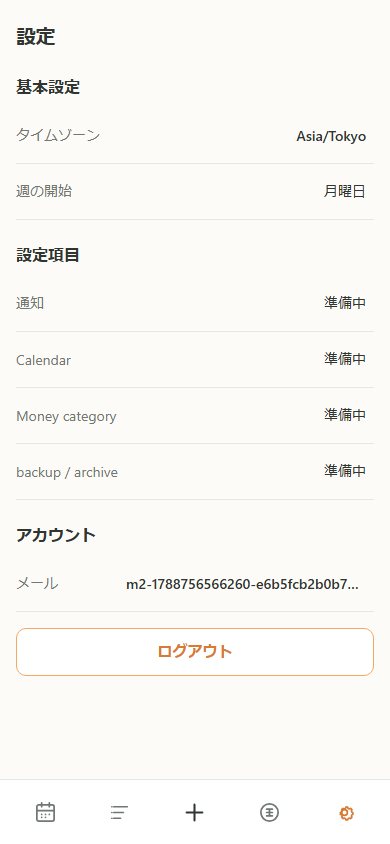 設定
基本設定
タイムゾーン Asia/Tokyo
週の開始 月曜日
設定項目
通知 準備中
Calendar 準備中
Money category 準備中
backup / archive 準備中
アカウント
メール m2-1788756566260-e6b5fcb2b0b7...
ログアウト